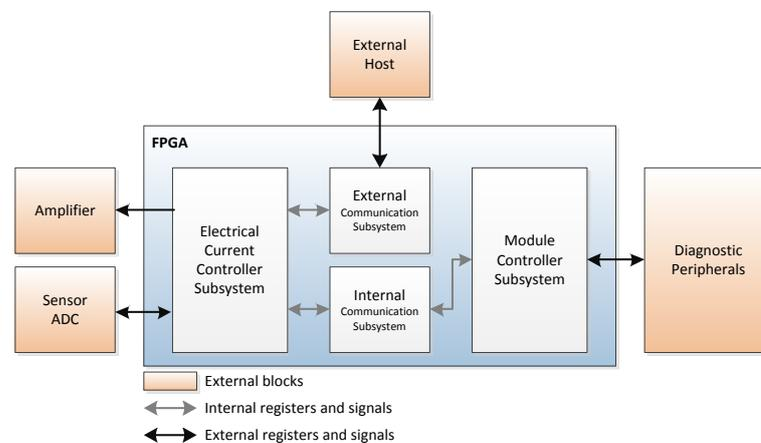 External
Host
FPGA
Amplifier
Sensor
ADC
Electrical
Current
Controller
Subsystem
External
Communication
Subsystem
Internal
Communication
Subsystem
Module
Controller
Subsystem
Diagnostic
Peripherals
External blocks
Internal registers and signals
External registers and signals